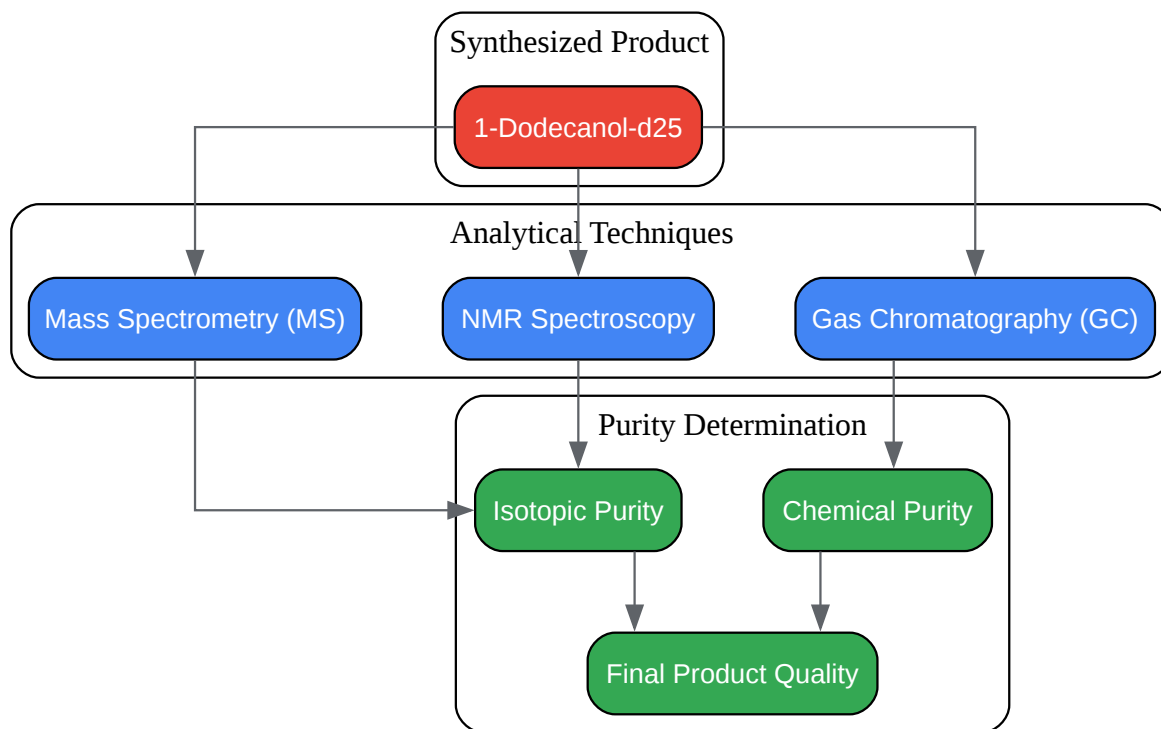 Synthesized Product
1-Dodecanol-d25
Analytical Techniques
Mass Spectrometry (MS)
NMR Spectroscopy
Gas Chromatography (GC)
Purity Determination
Isotopic Purity
Chemical Purity
Final Product Quality